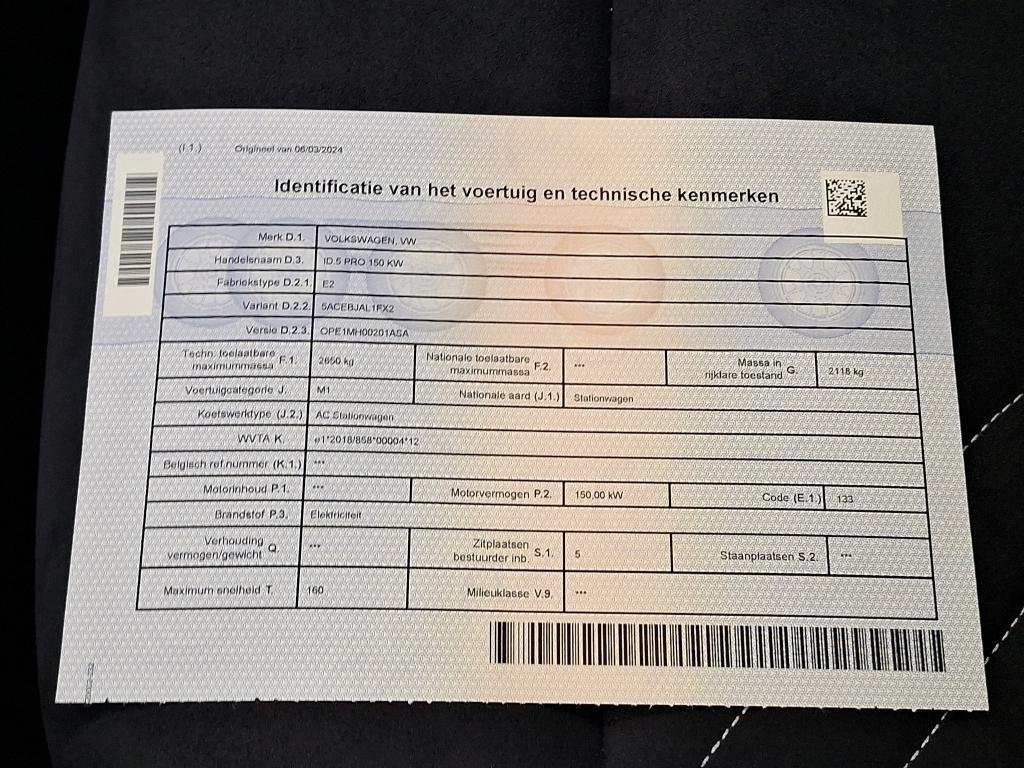 (I.1.) Origineel van 06/03/2024
Identificatie van het voertuig en technische kenmerken
Merk D.1. VOLKSWAGEN, VW
Handelsnaam D.3. ID.5 PRO 150 KW
Fabriekstype D.2.1. E2
Variant D.2.2. 5ACEBJAL1FX2
Versie D.2.3. OPE1MH00201ASA
Techn. toelaatbare maximummassa F.1. 2650 kg Nationale toelaatbare maximummassa F.2. *** Massa in rijklare toestand G. 2118 kg
Voertuigcategorie J. M1 Nationale aard (J.1.) Stationwagen
Koetswerktype (J.2.) AC Stationwagen
WVTA K. e1*2018/858*00004*12
Belgisch ref.nummer (K.1.) ***
Motorinhoud P.1. *** Motorvermogen P.2. 150,00 kW Code (E.1.) 133
Brandstof P.3. Elektriciteit
Verhouding vermogen/gewicht Q. *** Zitplaatsen bestuurder inb. S.1. 5 Staanplaatsen S.2. ***
Maximum snelheid T. 160 Milieuklasse V.9. ***